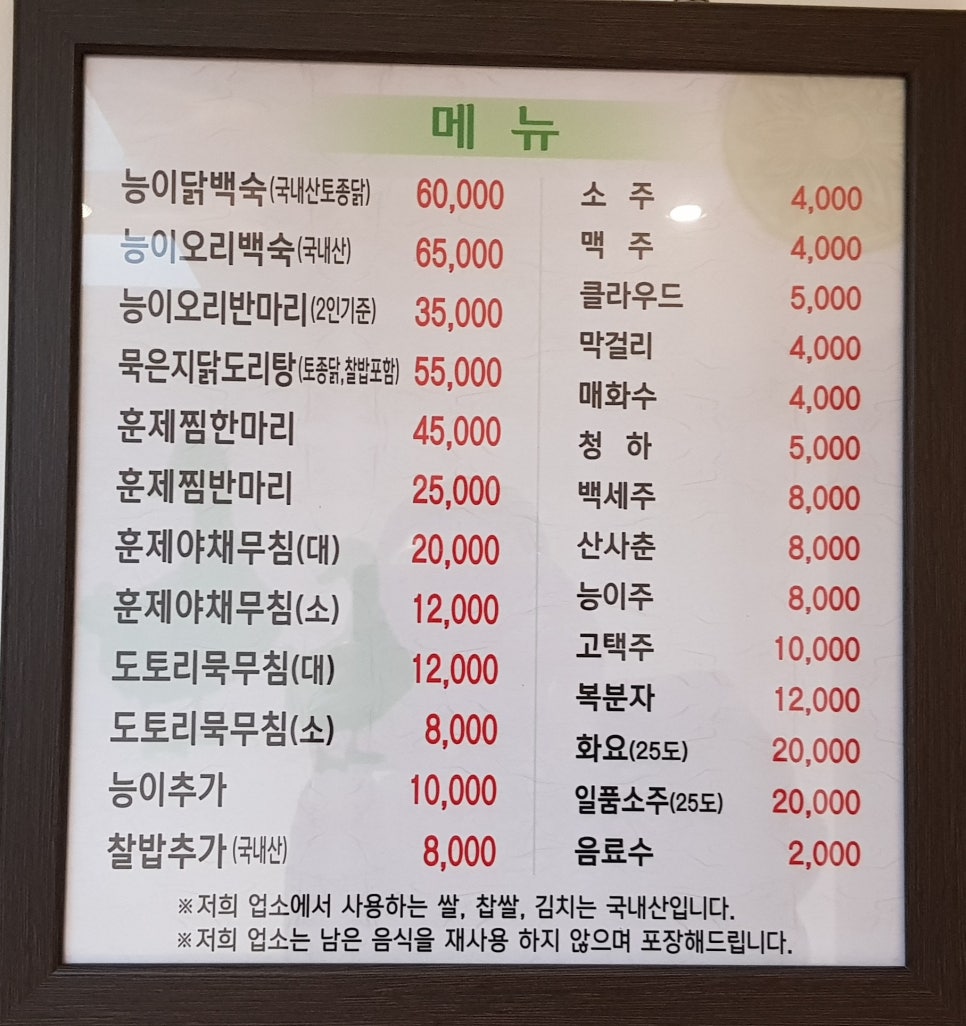 메 뉴
능이닭백숙(국내산토종닭) 60,000
능이오리백숙(국내산) 65,000
능이오리반마리(2인기준) 35,000
묵은지닭도리탕(토종닭,찰밥포함) 55,000
훈제찜한마리 45,000
훈제찜반마리 25,000
훈제야채무침(대) 20,000
훈제야채무침(소) 12,000
도토리묵무침(대) 12,000
도토리묵무침(소) 8,000
능이추가 10,000
찰밥추가(국내산) 8,000
소 주 4,000
맥 주 4,000
클라우드 5,000
막걸리 4,000
매화수 4,000
청 하 5,000
백세주 8,000
산사춘 8,000
능이주 8,000
고택주 10,000
복분자 12,000
화요(25도) 20,000
일품소주(25도) 20,000
음료수 2,000
※저희 업소에서 사용하는 쌀, 찹쌀, 김치는 국내산입니다.
※저희 업소는 남은 음식을 재사용 하지 않으며 포장해드립니다.